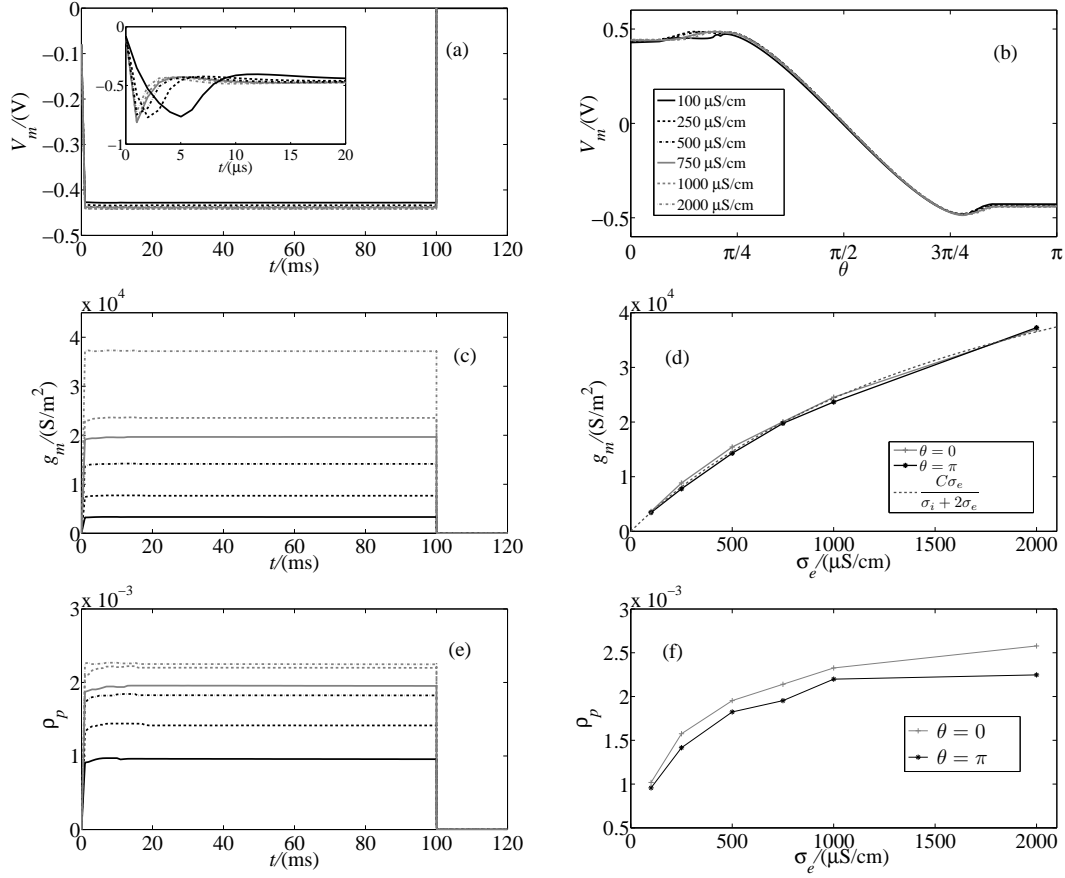 0
−0.1
−0.2
−0.3
−0.4
−0.5
V_m/(V)
0
−0.5
−1
0 5 10 15 20
t/(μs)
(a)
0 20 40 60 80 100 120
t/(ms)
0.5
0
−0.5
V_m/(V)
(b)
100 μS/cm
250 μS/cm
500 μS/cm
750 μS/cm
1000 μS/cm
2000 μS/cm
0 π/4 π/2 3π/4 π
θ
x 10^4
4
3
2
1
0
g_m/(S/m^2)
(c)
0 20 40 60 80 100 120
t/(ms)
x 10^4
4
3
2
1
0
g_m/(S/m^2)
(d)
θ = 0
θ = π
Cσ_e
σ_i + 2σ_e
0 500 1000 1500 2000
σ_e/(μS/cm)
x 10^−3
3
2
1
0
ρ_p
(e)
0 20 40 60 80 100 120
t/(ms)
x 10^−3
3
2.5
2
1.5
1
0.5
ρ_p
(f)
θ = 0
θ = π
0 500 1000 1500 2000
σ_e/(μS/cm)